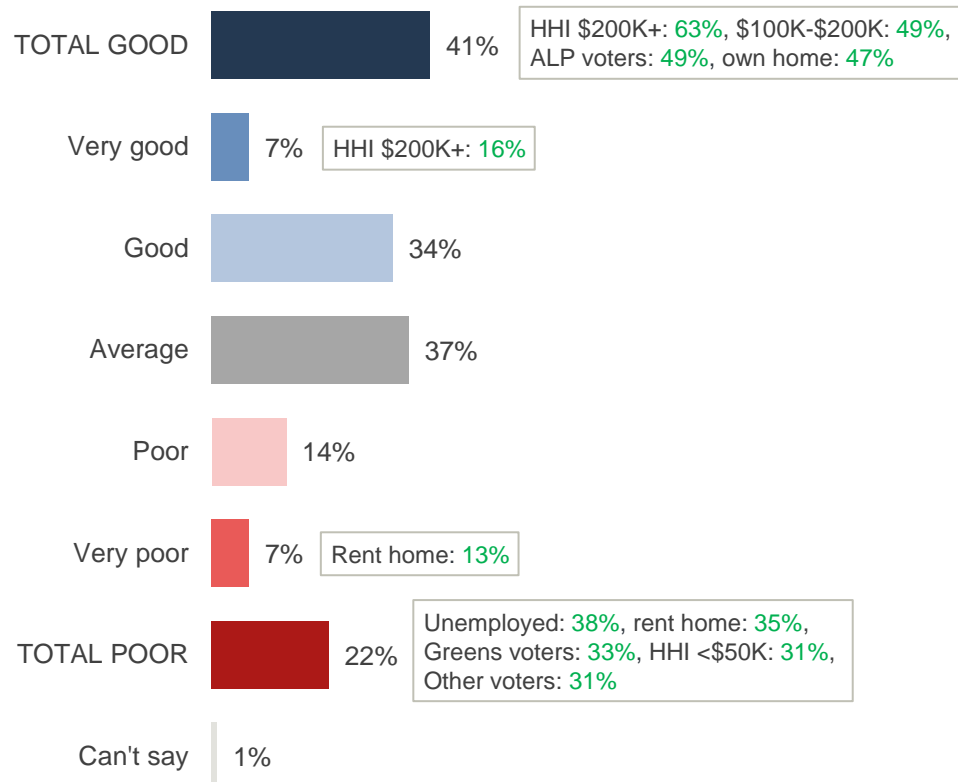 TOTAL GOOD
41%
HHI $200K+: 63%, $100K-$200K: 49%,
ALP voters: 49%, own home: 47%
Very good
7%
HHI $200K+: 16%
Good
34%
Average
37%
Poor
14%
Very poor
7%
Rent home: 13%
TOTAL POOR
22%
Unemployed: 38%, rent home: 35%,
Greens voters: 33%, HHI <$50K: 31%,
Other voters: 31%
Can't say
1%